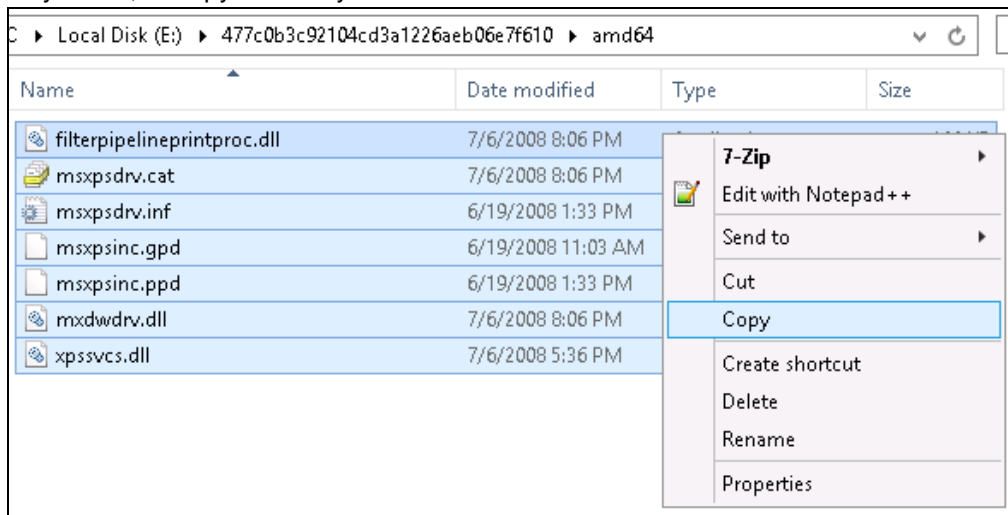 C ▸ Local Disk (E:) ▸ 477c0b3c92104cd3a1226aeb06e7f610 ▸ amd64
Name Date modified Type Size
filterpipelineprintproc.dll 7/6/2008 8:06 PM
msxpsdrv.cat 7/6/2008 8:06 PM
msxpsdrv.inf 6/19/2008 1:33 PM
msxpsinc.gpd 6/19/2008 11:03 AM
msxpsinc.ppd 6/19/2008 1:33 PM
mxdwdrv.dll 7/6/2008 8:06 PM
xpssvcs.dll 7/6/2008 5:36 PM
7-Zip
Edit with Notepad++
Send to
Cut
Copy
Create shortcut
Delete
Rename
Properties